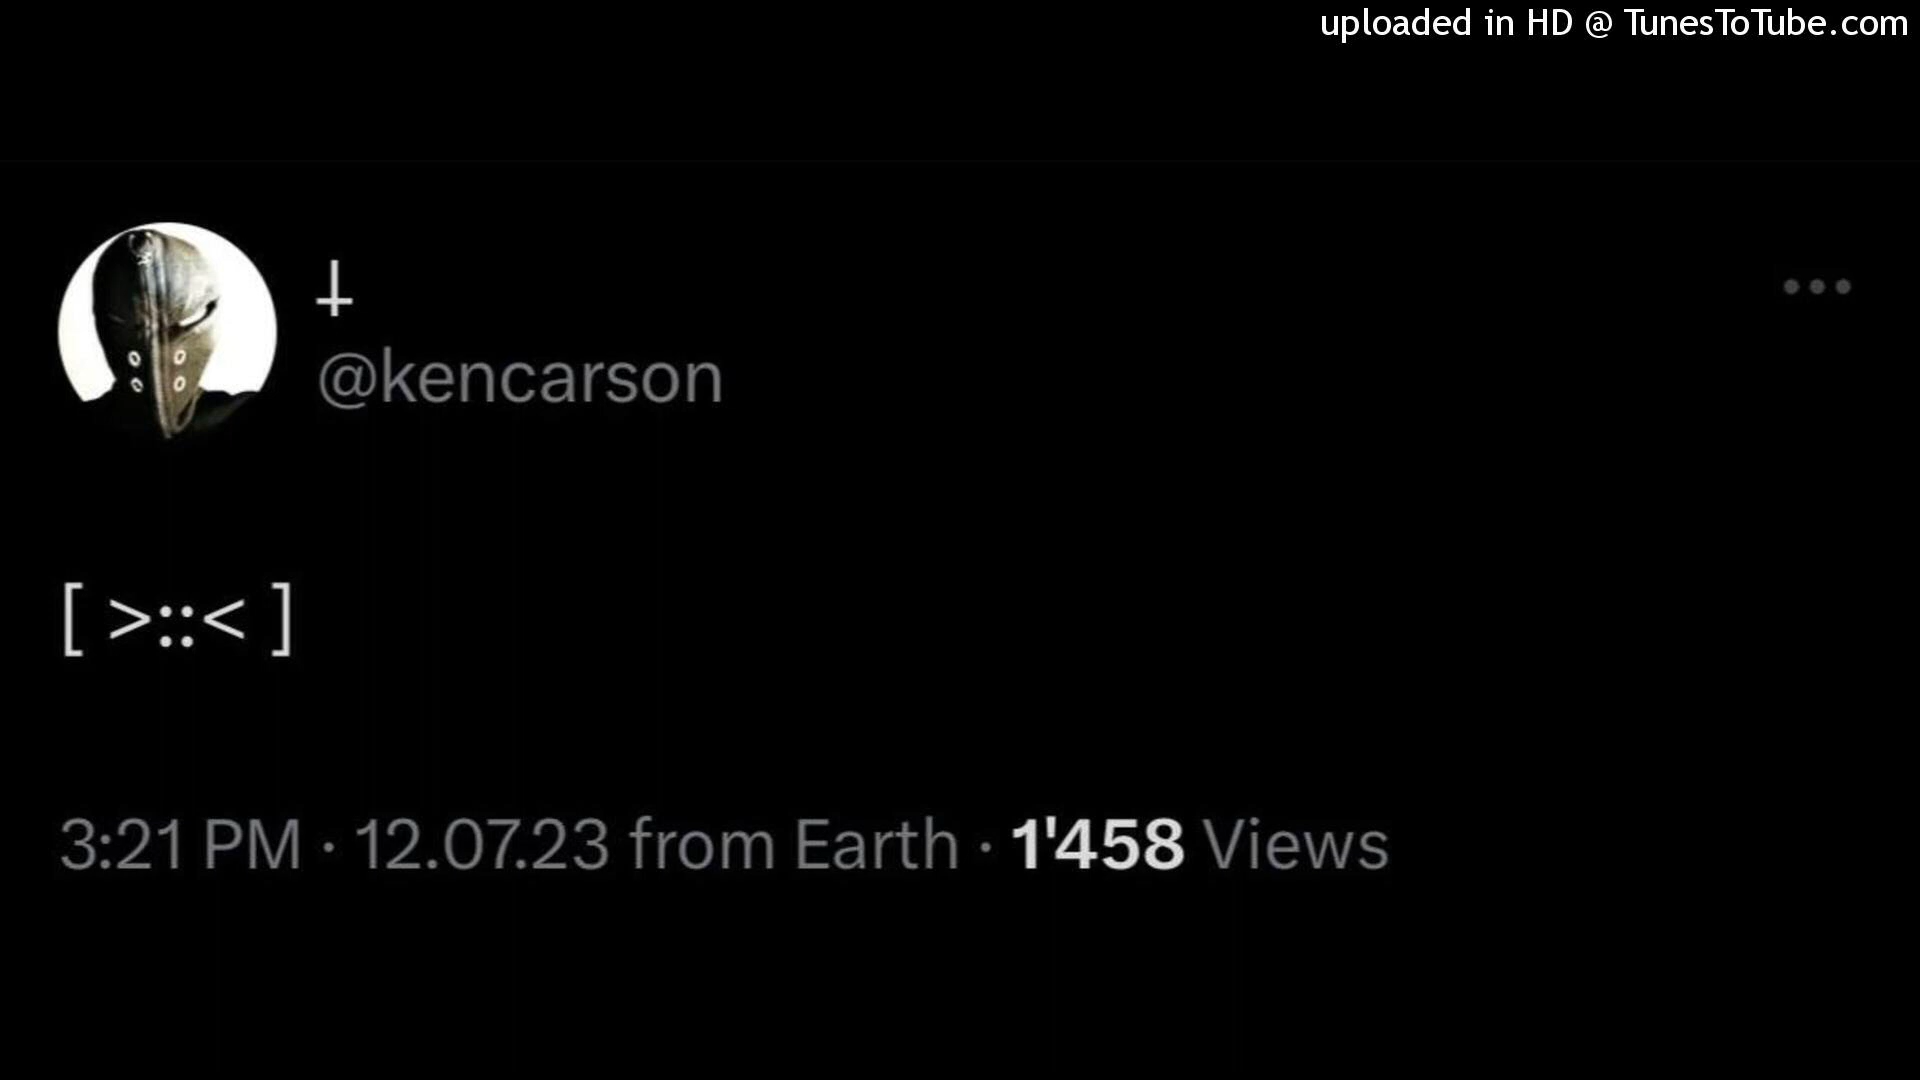 uploaded in HD @ TunesToTube.com
⸸
@kencarson
[ >::< ]
3:21 PM · 12.07.23 from Earth · 1'458 Views